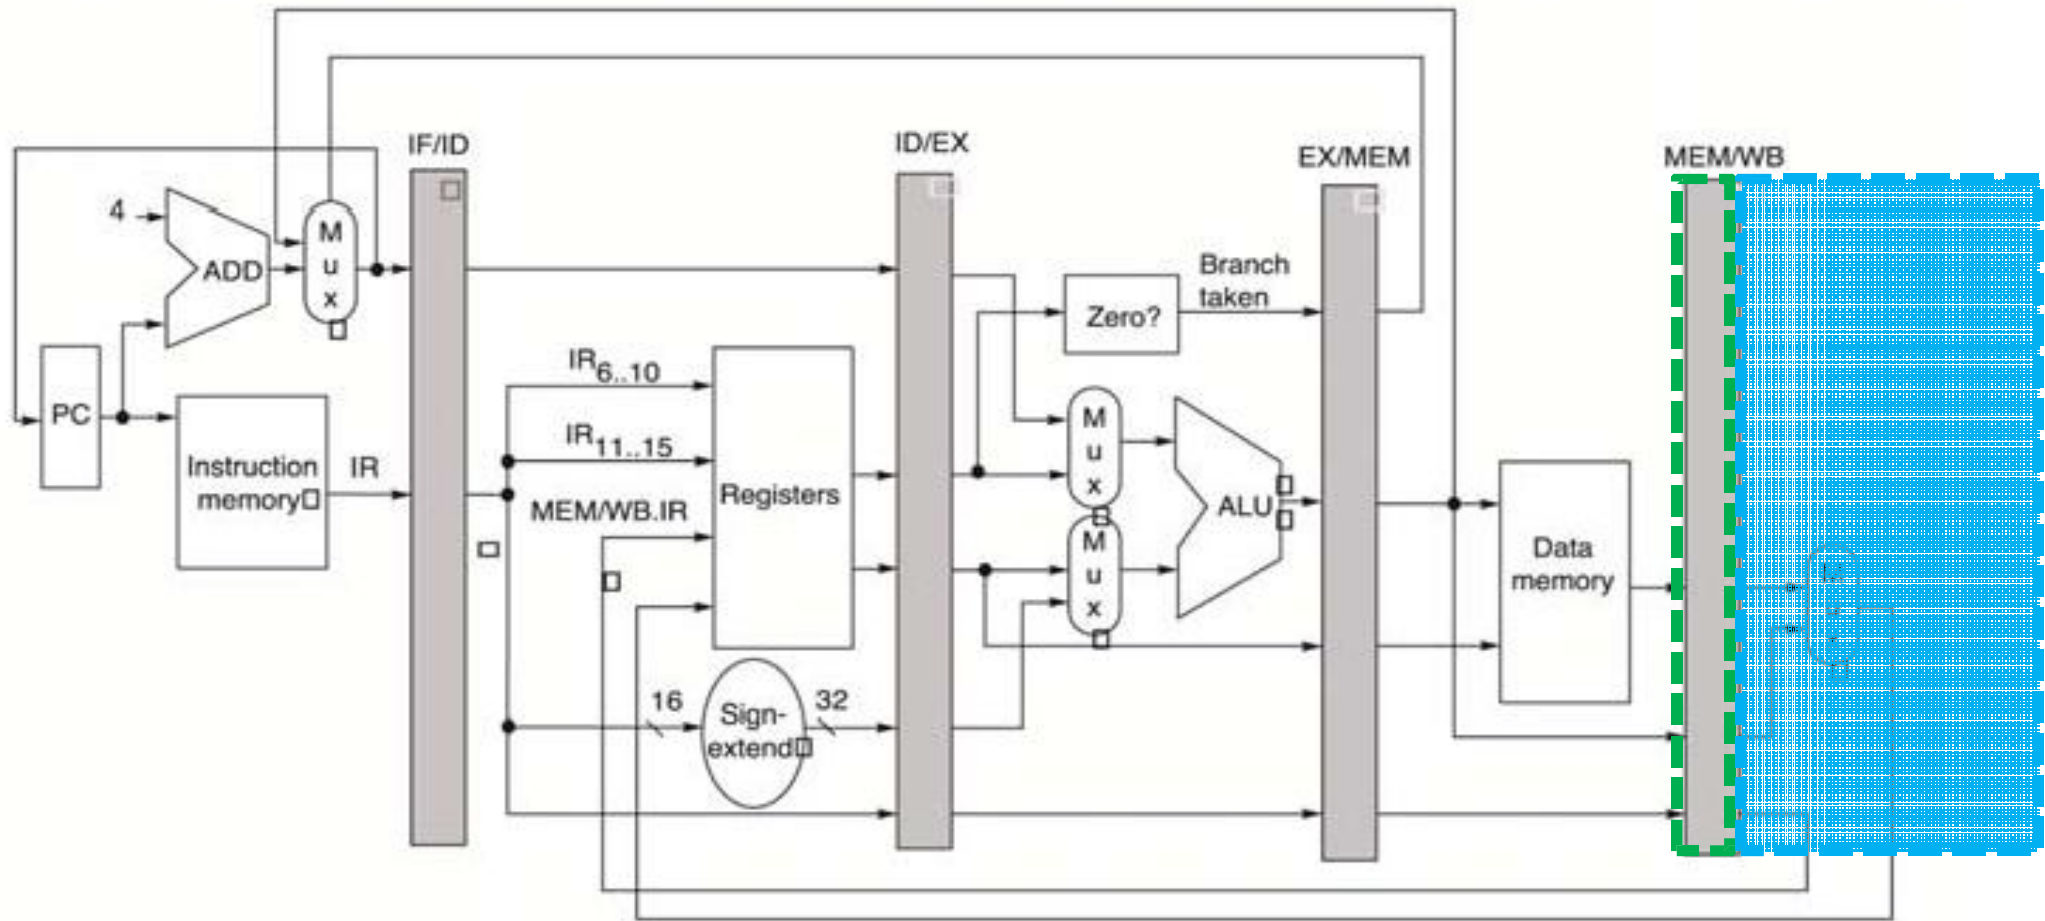 IF/ID
ID/EX
EX/MEM
MEM/WB
4
ADD
M
u
x
Branch
taken
Zero?
PC
Instruction
memory
IR
IR6..10
IR11..15
MEM/WB.IR
Registers
M
u
x
M
u
x
ALU
Data
memory
16
Sign-
extend
32
M